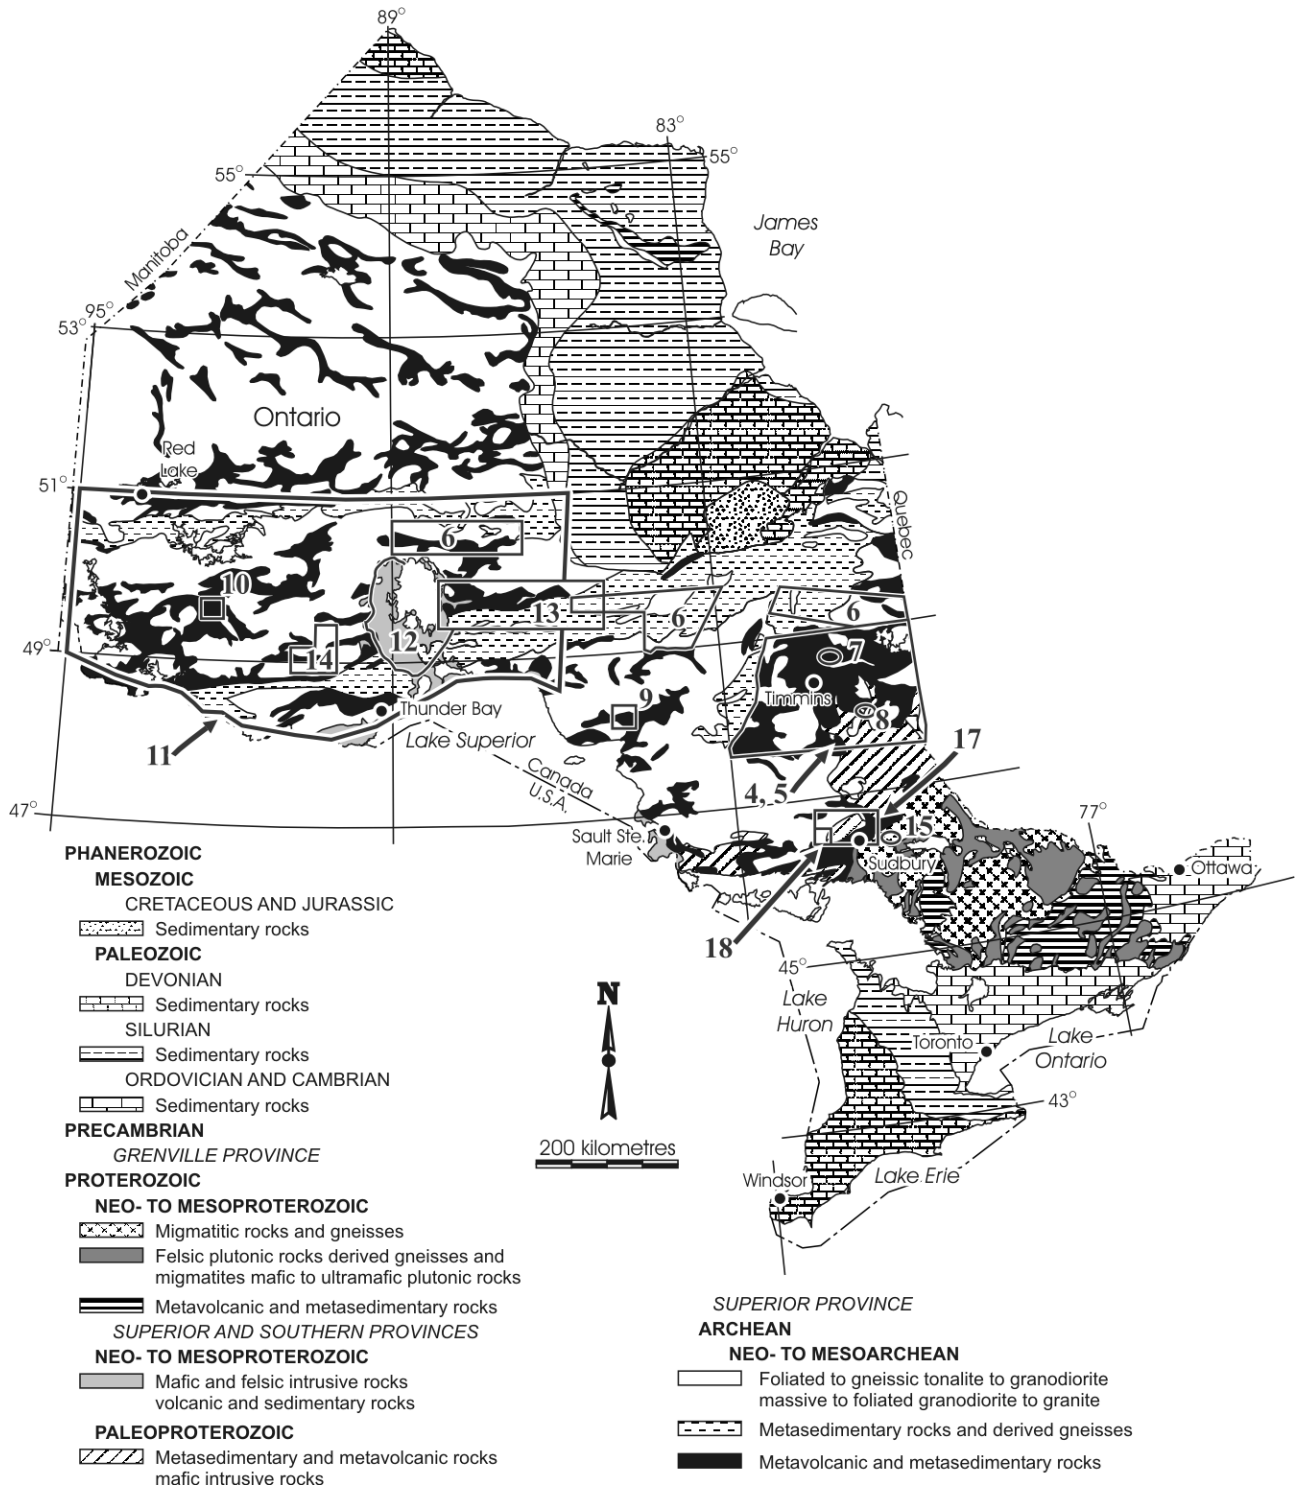 89°
83°
55°
55°
James
Bay
Manitoba
95°
53°
Ontario
Red
Lake
51°
Quebec
6
10
13
6
6
12
7
49°
14
Timmins
9
8
Thunder Bay
11
Lake Superior
17
Canada
U.S.A.
4, 5
47°
77°
Sault Ste.
Marie
15
Sudbury
Ottawa
18
45°
N
Lake
Huron
Toronto
Lake
Ontario
43°
200 kilometres
Windsor
Lake Erie
PHANEROZOIC
MESOZOIC
CRETACEOUS AND JURASSIC
Sedimentary rocks
PALEOZOIC
DEVONIAN
Sedimentary rocks
SILURIAN
Sedimentary rocks
ORDOVICIAN AND CAMBRIAN
Sedimentary rocks
PRECAMBRIAN
GRENVILLE PROVINCE
PROTEROZOIC
NEO- TO MESOPROTEROZOIC
Migmatitic rocks and gneisses
Felsic plutonic rocks derived gneisses and
migmatites mafic to ultramafic plutonic rocks
Metavolcanic and metasedimentary rocks
SUPERIOR AND SOUTHERN PROVINCES
NEO- TO MESOPROTEROZOIC
Mafic and felsic intrusive rocks
volcanic and sedimentary rocks
PALEOPROTEROZOIC
Metasedimentary and metavolcanic rocks
mafic intrusive rocks
SUPERIOR PROVINCE
ARCHEAN
NEO- TO MESOARCHEAN
Foliated to gneissic tonalite to granodiorite
massive to foliated granodiorite to granite
Metasedimentary rocks and derived gneisses
Metavolcanic and metasedimentary rocks